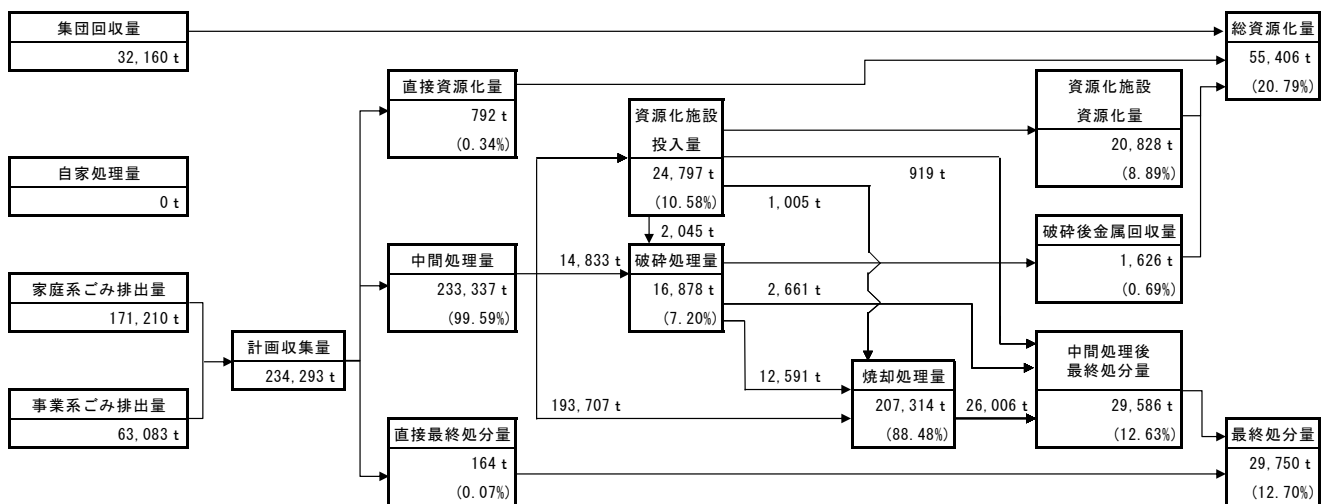 集団回収量
32,160 t
総資源化量
55,406 t
(20.79%)
直接資源化量
792 t
(0.34%)
資源化施設
投入量
24,797 t
(10.58%)
資源化施設
資源化量
20,828 t
(8.89%)
919 t
1,005 t
自家処理量
0 t
2,045 t
破砕後金属回収量
1,626 t
(0.69%)
中間処理量
233,337 t
(99.59%)
14,833 t
破砕処理量
16,878 t
(7.20%)
2,661 t
家庭系ごみ排出量
171,210 t
計画収集量
234,293 t
中間処理後
最終処分量
29,586 t
(12.63%)
12,591 t
焼却処理量
207,314 t
(88.48%)
26,006 t
193,707 t
事業系ごみ排出量
63,083 t
直接最終処分量
164 t
(0.07%)
最終処分量
29,750 t
(12.70%)